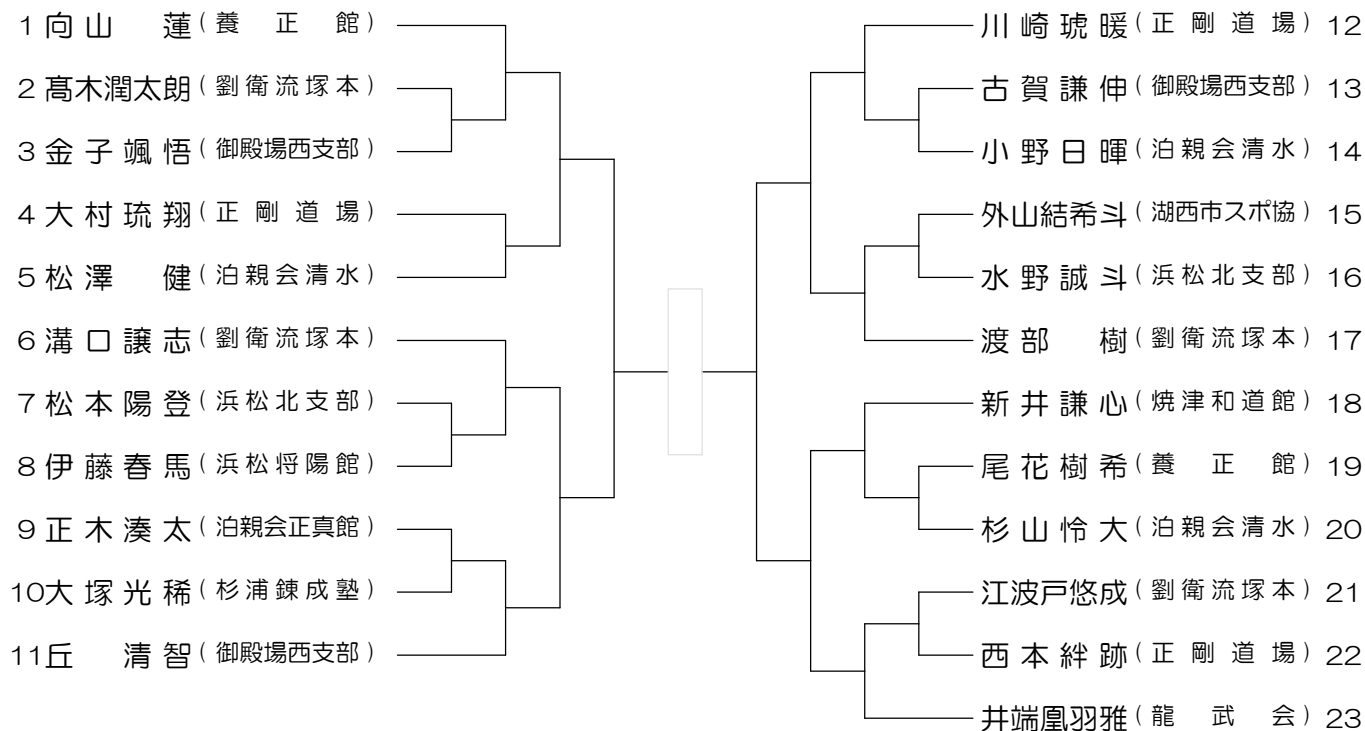 1 向山 蓮 (養正館)
2 髙木潤太朗 (劉衛流塚本)
3 金子颯悟 (御殿場西支部)
4 大村琉翔 (正剛道場)
5 松澤 健 (泊親会清水)
6 溝口譲志 (劉衛流塚本)
7 松本陽登 (浜松北支部)
8 伊藤春馬 (浜松将陽館)
9 正木湊太 (泊親会正真館)
10 大塚光稀 (杉浦錬成塾)
11 丘 清智 (御殿場西支部)
川崎琥暖 (正剛道場) 12
古賀謙伸 (御殿場西支部) 13
小野日暉 (泊親会清水) 14
外山結希斗 (湖西市スポ協) 15
水野誠斗 (浜松北支部) 16
渡部 樹 (劉衛流塚本) 17
新井謙心 (焼津和道館) 18
尾花樹希 (養正館) 19
杉山怜大 (泊親会清水) 20
江波戸悠成 (劉衛流塚本) 21
西本絆跡 (正剛道場) 22
井端凰羽雅 (龍武会) 23